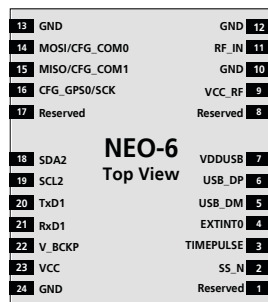 13 GND GND 12
14 MOSI/CFG_COM0 RF_IN 11
15 MISO/CFG_COM1 GND 10
16 CFG_GPS0/SCK VCC_RF 9
17 Reserved Reserved 8
NEO-6
Top View
18 SDA2 VDDUSB 7
19 SCL2 USB_DP 6
20 TxD1 USB_DM 5
21 RxD1 EXTINT0 4
22 V_BCKP TIMEPULSE 3
23 VCC SS_N 2
24 GND Reserved 1